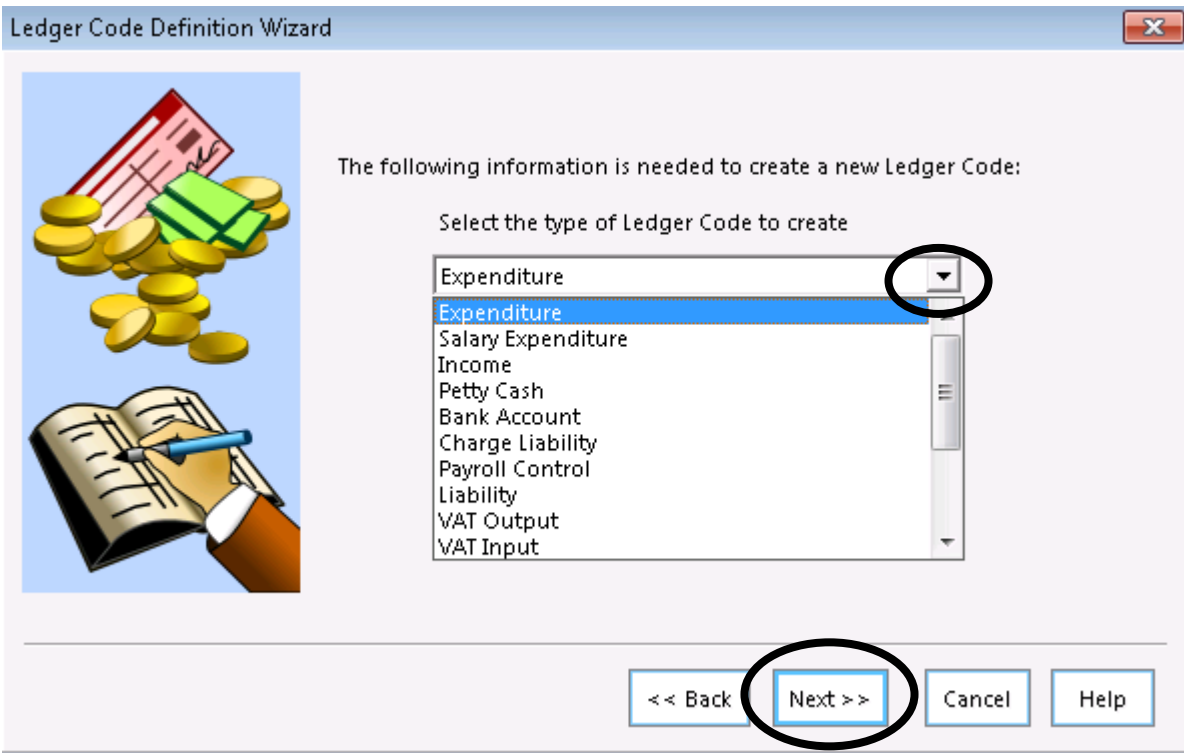 Ledger Code Definition Wizard
The following information is needed to create a new Ledger Code:
Select the type of Ledger Code to create
Expenditure
Expenditure
Salary Expenditure
Income
Petty Cash
Bank Account
Charge Liability
Payroll Control
Liability
VAT Output
VAT Input
<< Back Next >> Cancel Help